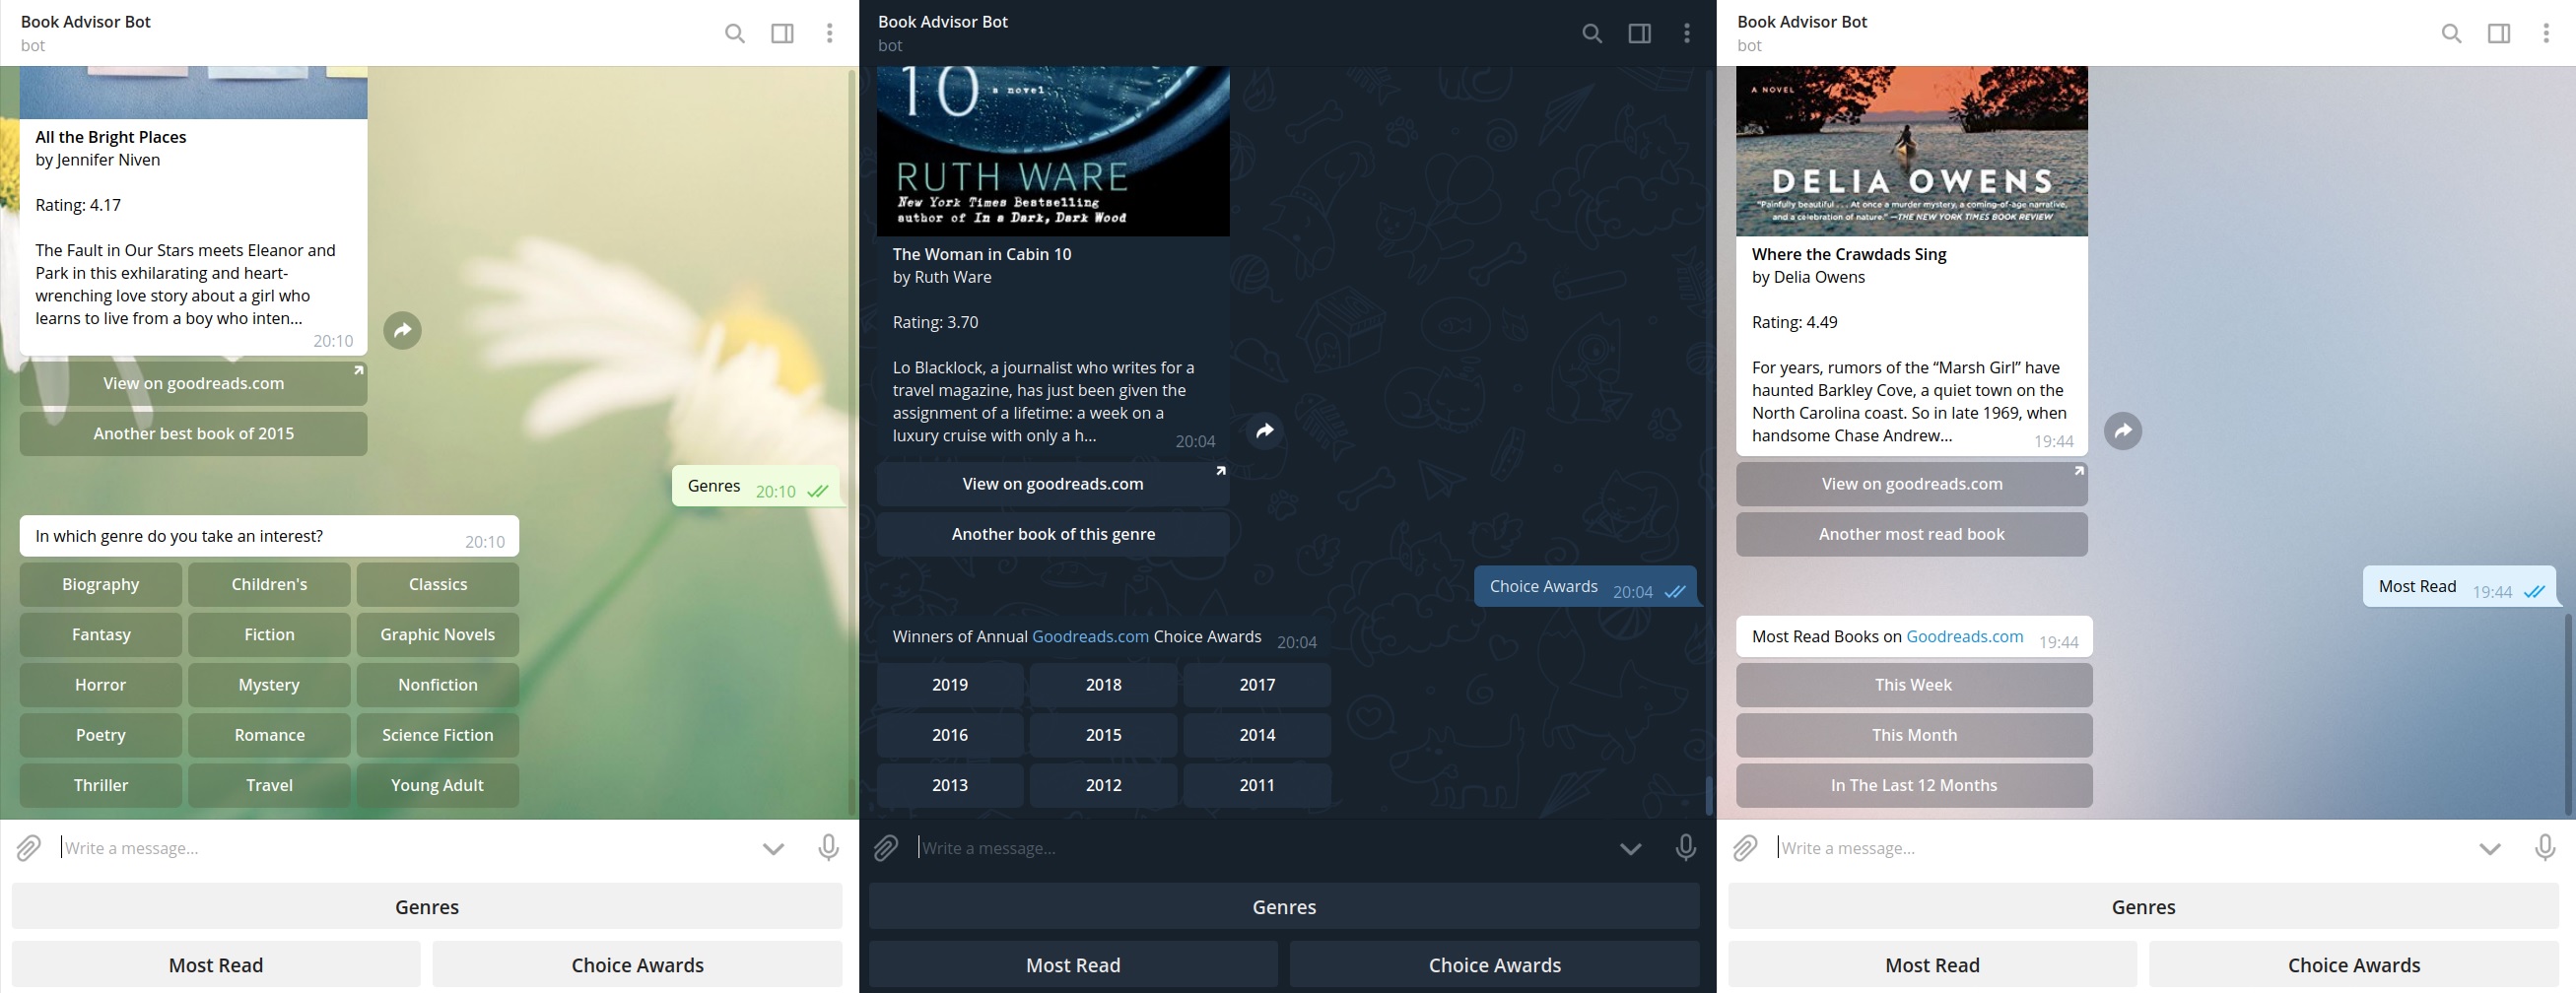 Book Advisor Bot
bot
All the Bright Places
by Jennifer Niven
Rating: 4.17
The Fault in Our Stars meets Eleanor and
Park in this exhilarating and heart-
wrenching love story about a girl who
learns to live from a boy who inten...
20:10
View on goodreads.com
Another best book of 2015
Genres 20:10
In which genre do you take an interest? 20:10
Biography Children's Classics
Fantasy Fiction Graphic Novels
Horror Mystery Nonfiction
Poetry Romance Science Fiction
Thriller Travel Young Adult
Write a message...
Genres
Most Read Choice Awards
Book Advisor Bot
bot
10 a novel
RUTH WARE
New York Times Bestselling
author of In a Dark, Dark Wood
The Woman in Cabin 10
by Ruth Ware
Rating: 3.70
Lo Blacklock, a journalist who writes for a
travel magazine, has just been given the
assignment of a lifetime: a week on a
luxury cruise with only a h... 20:04
View on goodreads.com
Another book of this genre
Choice Awards 20:04
Winners of Annual Goodreads.com Choice Awards 20:04
2019 2018 2017
2016 2015 2014
2013 2012 2011
Write a message...
Genres
Most Read Choice Awards
Book Advisor Bot
bot
A NOVEL
DELIA OWENS
"Painfully beautiful . . . At once a murder mystery, a coming-of-age narrative,
and a celebration of nature." —THE NEW YORK TIMES BOOK REVIEW
Where the Crawdads Sing
by Delia Owens
Rating: 4.49
For years, rumors of the “Marsh Girl” have
haunted Barkley Cove, a quiet town on the
North Carolina coast. So in late 1969, when
handsome Chase Andrew... 19:44
View on goodreads.com
Another most read book
Most Read 19:44
Most Read Books on Goodreads.com 19:44
This Week
This Month
In The Last 12 Months
Write a message...
Genres
Most Read Choice Awards